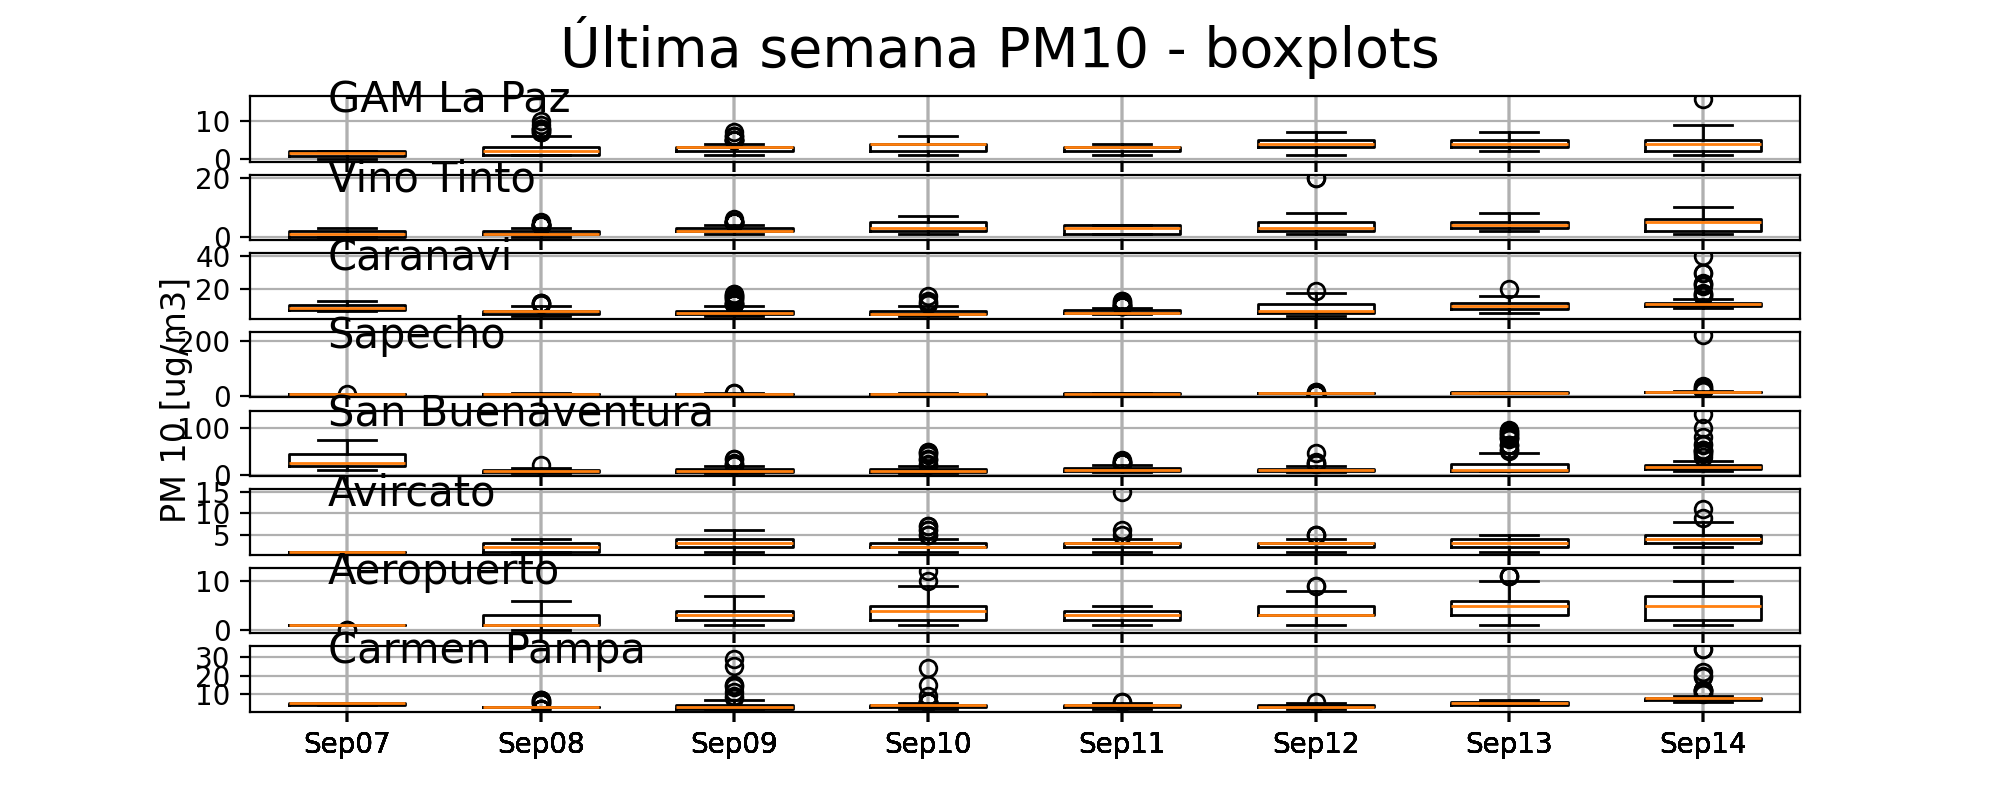 Última semana PM10 - boxplots
GAM La Paz
10
0
Vino Tinto
20
0
Caranavi
40
20
Sapecho
200
0
San Buenaventura
100
0
Avircato
15
10
5
Aeropuerto
10
0
Carmen Pampa
30
20
10
PM 10 [ug/m3]
Sep07 Sep08 Sep09 Sep10 Sep11 Sep12 Sep13 Sep14